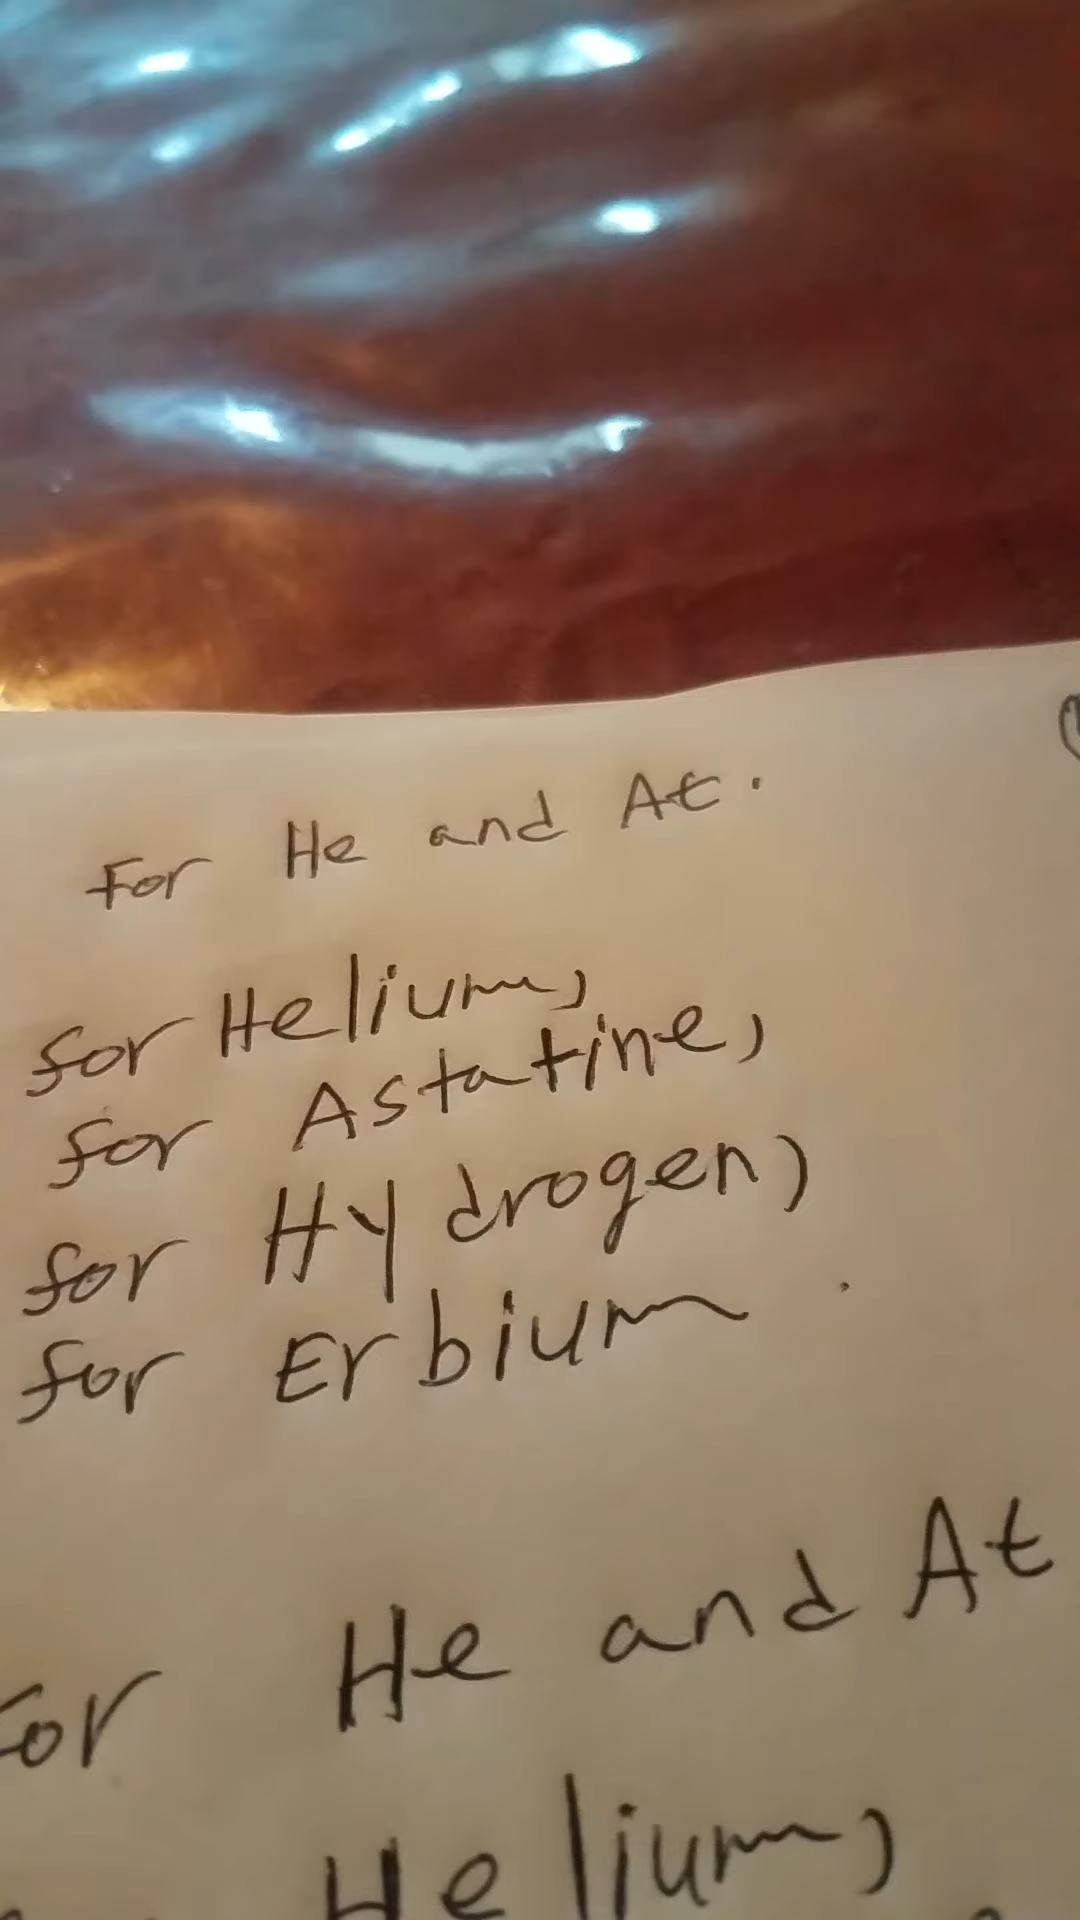 For He and At.
for Helium,
for Astatine,
for Hydrogen,
for Erbium.
For He and At
Helium,